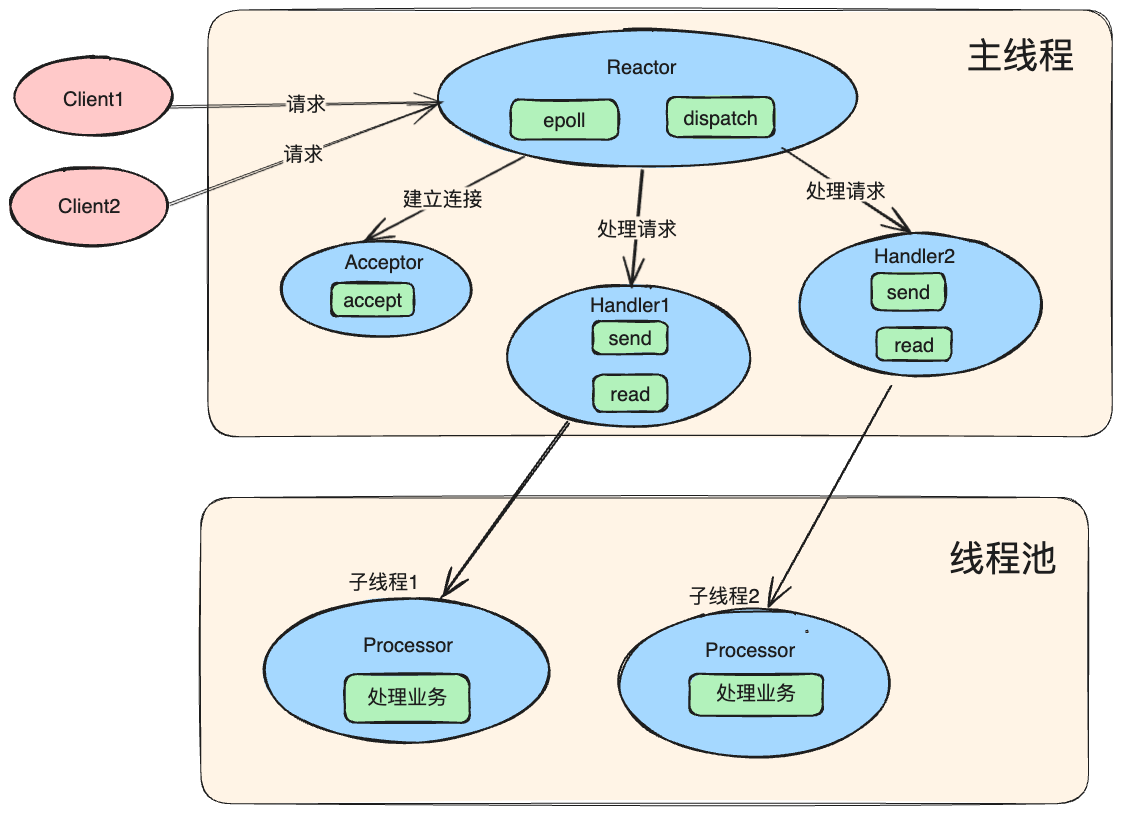 主线程
Reactor
epoll
dispatch
Client1
请求
Client2
请求
建立连接
处理请求
处理请求
Acceptor
accept
Handler1
send
read
Handler2
send
read
线程池
子线程1
Processor
处理业务
子线程2
Processor
处理业务